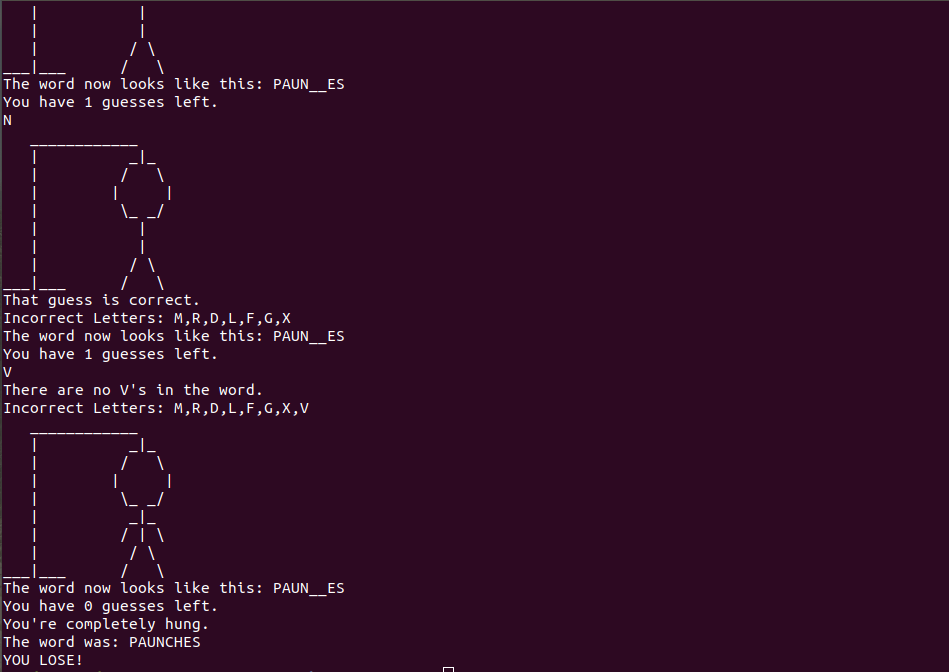 The word now looks like this: PAUN__ES
You have 1 guesses left.
N
That guess is correct.
Incorrect Letters: M,R,D,L,F,G,X
The word now looks like this: PAUN__ES
You have 1 guesses left.
V
There are no V's in the word.
Incorrect Letters: M,R,D,L,F,G,X,V
The word now looks like this: PAUN__ES
You have 0 guesses left.
You're completely hung.
The word was: PAUNCHES
YOU LOSE!